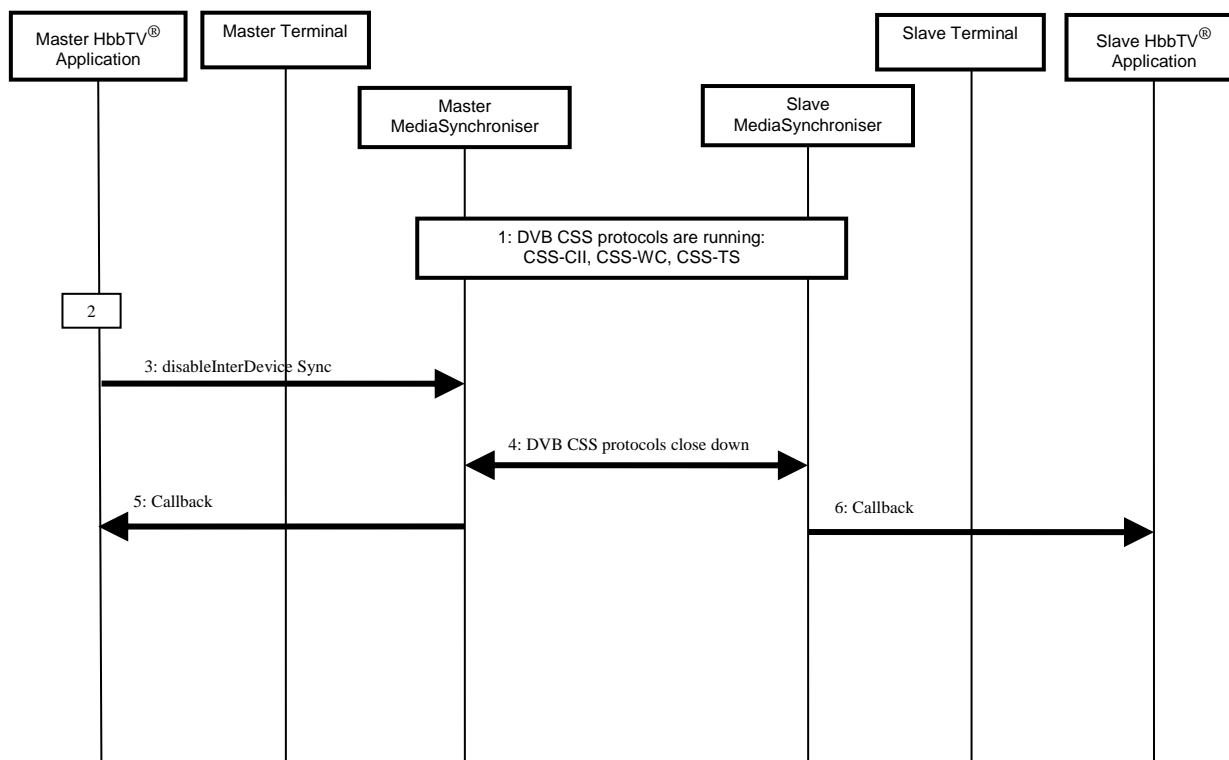 Master HbbTV®
Application
Master Terminal
Slave Terminal
Slave HbbTV®
Application
Master
MediaSynchroniser
Slave
MediaSynchroniser
1: DVB CSS protocols are running:
CSS-CII, CSS-WC, CSS-TS
2
3: disableInterDevice Sync
4: DVB CSS protocols close down
5: Callback
6: Callback